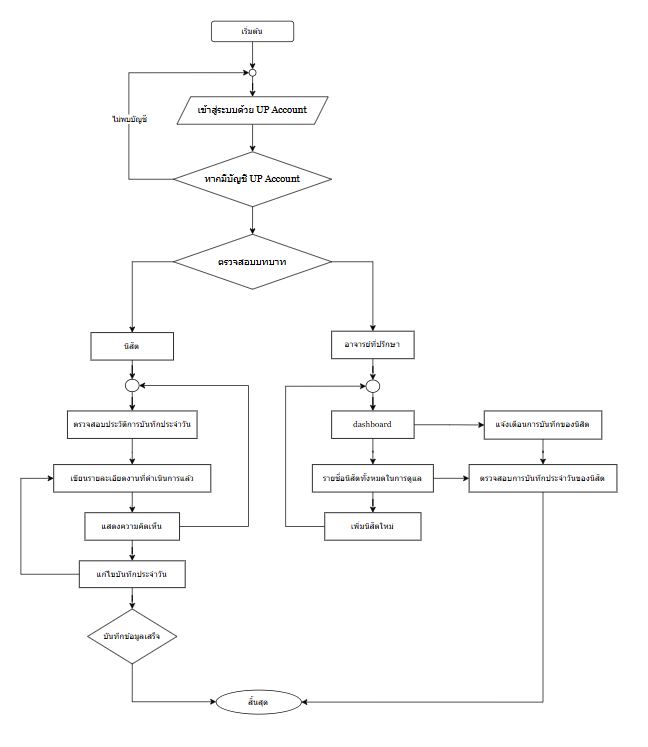 เริ่มต้น
เข้าสู่ระบบด้วย UP Account
ไม่พบบัญชี
หากมีบัญชี UP Account
ตรวจสอบบทบาท
นิสิต
อาจารย์ที่ปรึกษา
ตรวจสอบประวัติการบันทึกประจำวัน
dashboard
แจ้งเตือนการบันทึกของนิสิต
เขียนรายละเอียดงานที่ดำเนินการแล้ว
รายชื่อนิสิตทั้งหมดในการดูแล
ตรวจสอบการบันทึกประจำวันของนิสิต
แสดงความคิดเห็น
เพิ่มนิสิตใหม่
แก้ไขบันทึกประจำวัน
บันทึกข้อมูลเสร็จ
สิ้นสุด